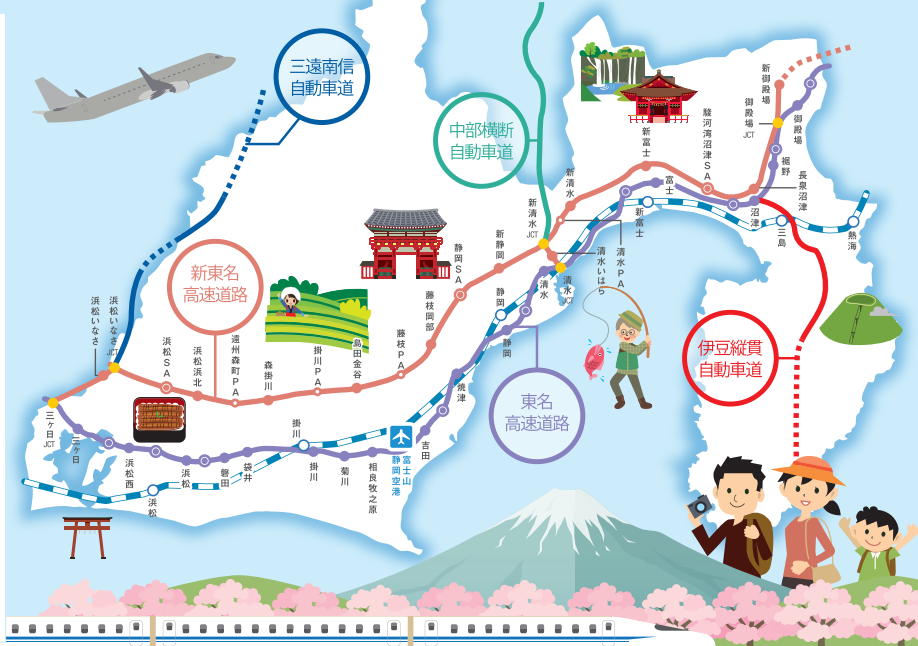 三遠南信
自動車道
中部横断
自動車道
新東名
高速道路
東名
高速道路
伊豆縦貫
自動車道
新御殿場
御殿場
JCT
御殿場
裾野
長泉沼津
駿河湾沼津SA
新富士
富士
新富士
沼津
三島
熱海
新清水
新清水
JCT
清水PA
清水いはら
清水
JCT
清水
新静岡
静岡SA
静岡
静岡
藤枝岡部
藤枝PA
島田金谷
掛川PA
森掛川
遠州森町PA
浜松浜北
浜松SA
浜松いなさ
JCT
浜松いなさ
三ヶ日
JCT
三ヶ日
浜松西
浜松
浜松
磐田
袋井
掛川
掛川
菊川
相良牧之原
富士山
静岡空港
吉田
焼津